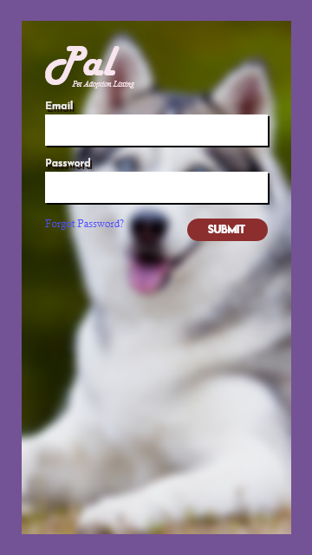 Pal
Pet Adoption Listing
Email
Password
Forgot Password?
SUBMIT